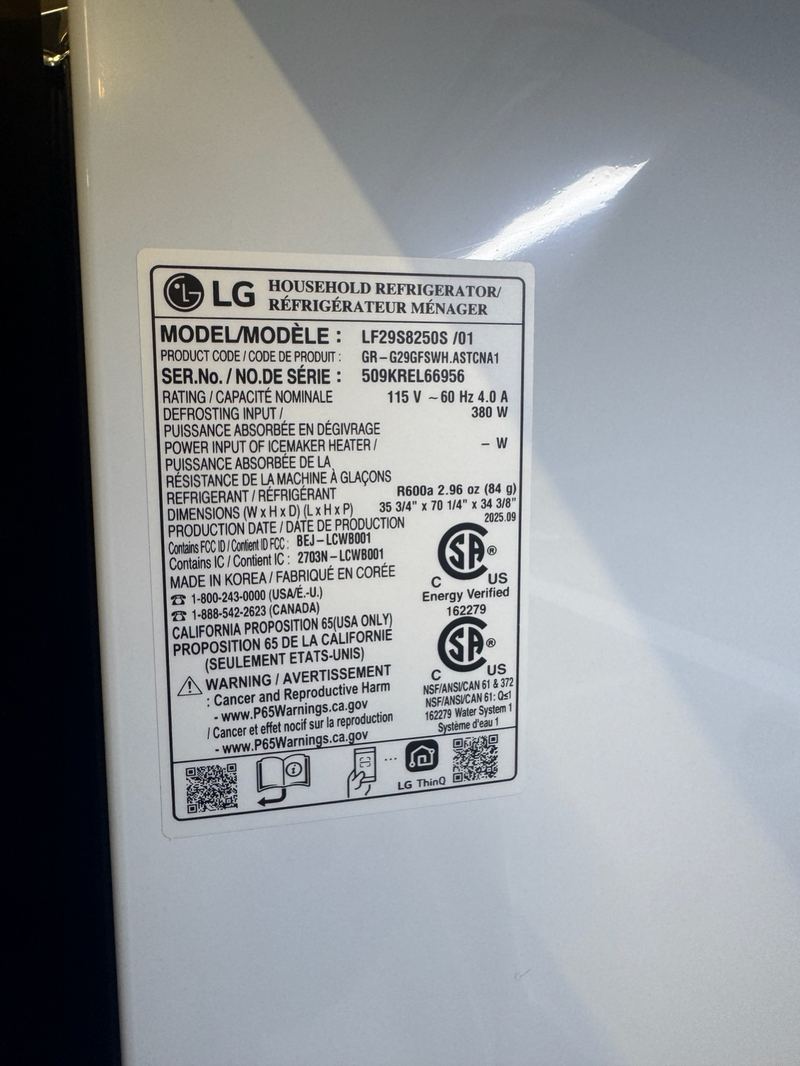 LG HOUSEHOLD REFRIGERATOR/
RÉFRIGÉRATEUR MÉNAGER
MODEL/MODÈLE : LF29S8250S /01
PRODUCT CODE / CODE DE PRODUIT : GR-G29GFSWH.ASTCNA1
SER.No. / NO.DE SÉRIE : 509KREL66956
RATING / CAPACITÉ NOMINALE 115 V ~ 60 Hz 4.0 A
DEFROSTING INPUT / 380 W
PUISSANCE ABSORBÉE EN DÉGIVRAGE
POWER INPUT OF ICEMAKER HEATER / – W
PUISSANCE ABSORBÉE DE LA
RÉSISTANCE DE LA MACHINE À GLAÇONS
REFRIGERANT / RÉFRIGÉRANT R600a 2.96 oz (84 g)
DIMENSIONS (W x H x D) (L x H x P) 35 3/4" x 70 1/4" x 34 3/8"
PRODUCTION DATE / DATE DE PRODUCTION 2025.09
Contains FCC ID / Contient ID FCC : BEJ-LCWB001
Contains IC / Contient IC : 2703N-LCWB001
MADE IN KOREA / FABRIQUÉ EN CORÉE
1-800-243-0000 (USA/É.-U.)
1-888-542-2623 (CANADA)
CALIFORNIA PROPOSITION 65(USA ONLY)
PROPOSITION 65 DE LA CALIFORNIE
(SEULEMENT ETATS-UNIS)
WARNING / AVERTISSEMENT
: Cancer and Reproductive Harm
- www.P65Warnings.ca.gov
/ Cancer et effet nocif sur la reproduction
- www.P65Warnings.ca.gov
SA ®
C US
Energy Verified
162279
SA ®
C US
NSF/ANSI/CAN 61 & 372
NSF/ANSI/CAN 61: Q≤1
162279 Water System 1
Système d'eau 1
LG ThinQ